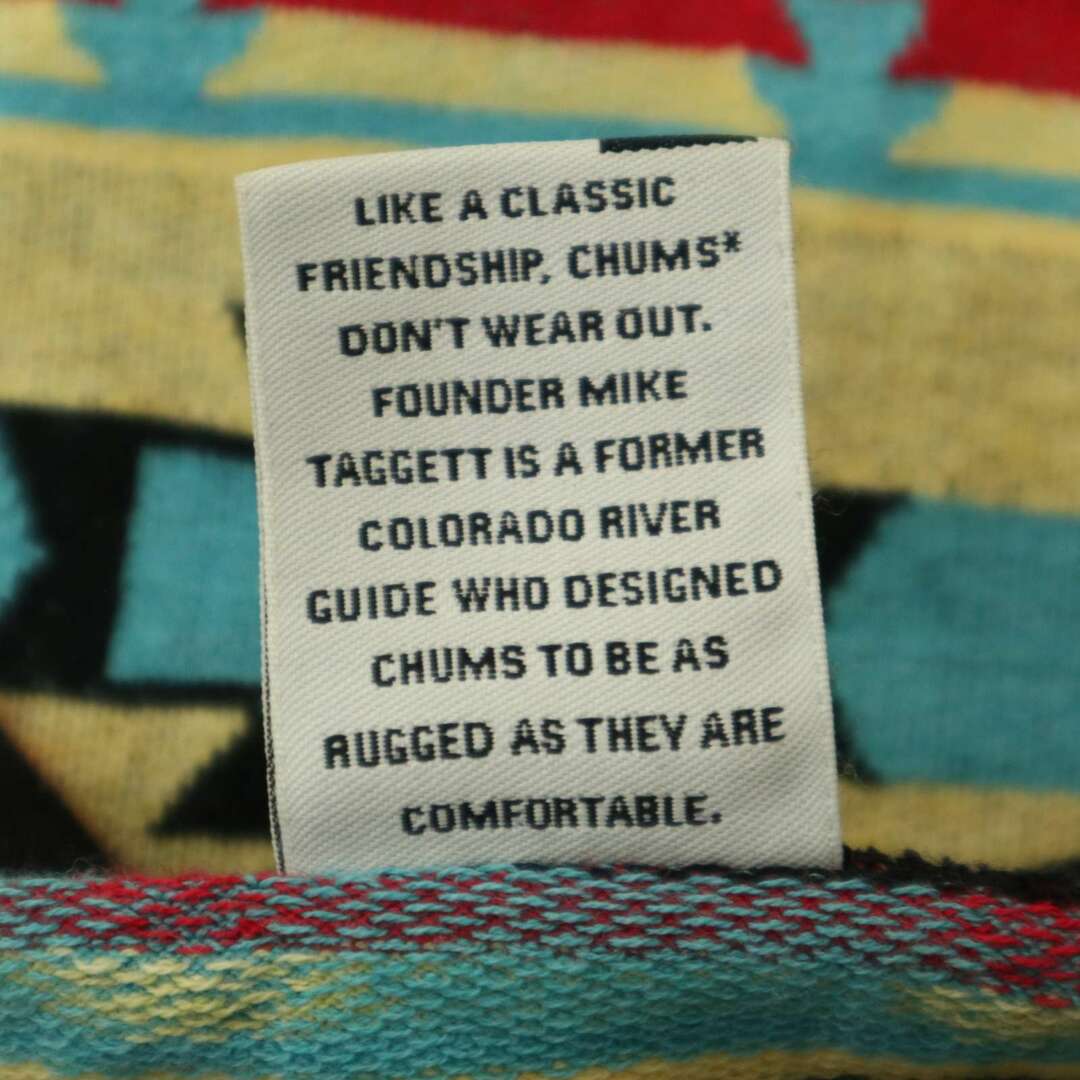 LIKE A CLASSIC
FRIENDSHIP, CHUMS*
DON'T WEAR OUT.
FOUNDER MIKE
TAGGETT IS A FORMER
COLORADO RIVER
GUIDE WHO DESIGNED
CHUMS TO BE AS
RUGGED AS THEY ARE
COMFORTABLE.